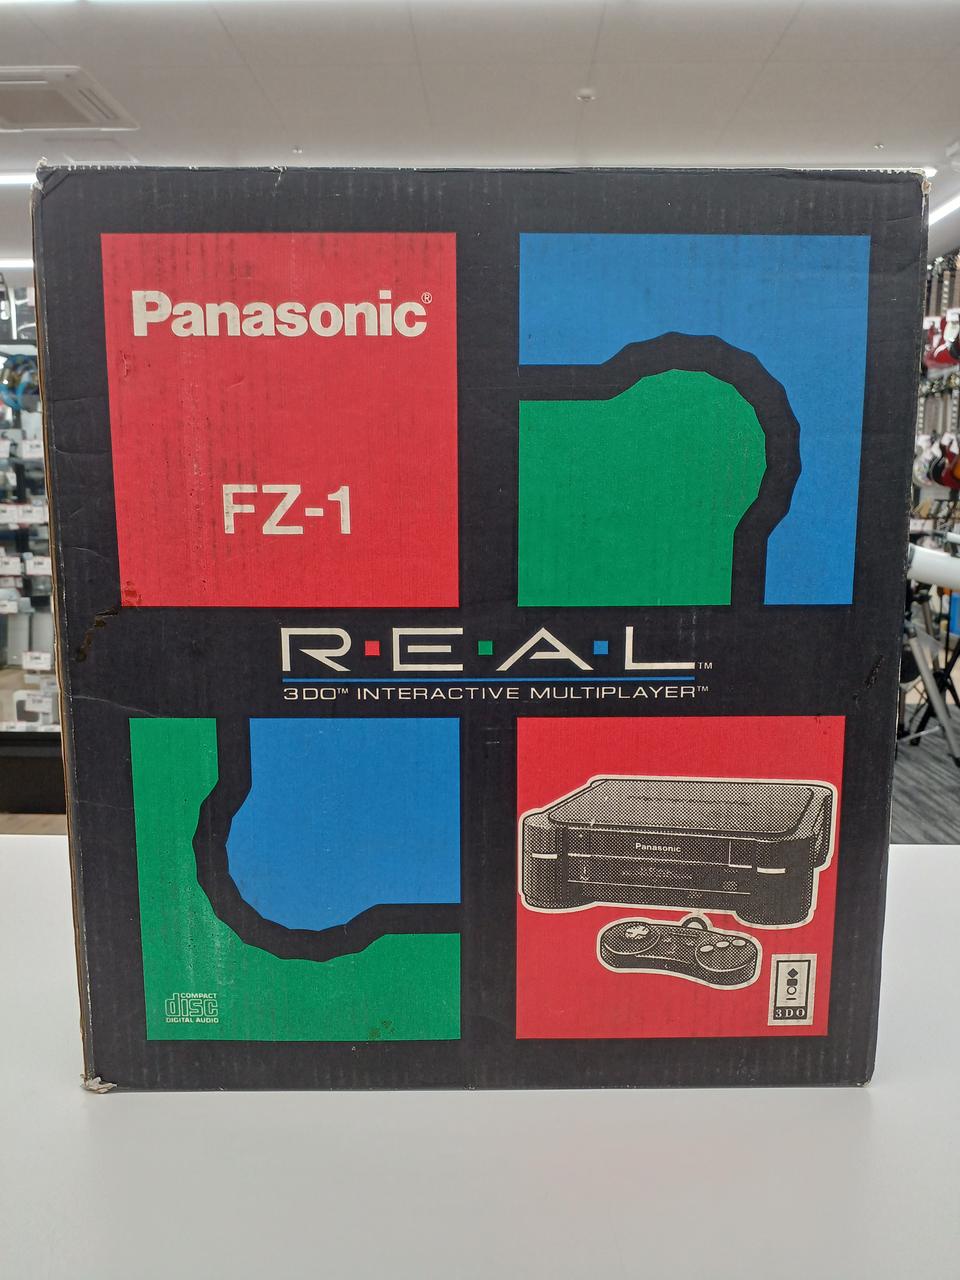 Panasonic®
FZ-1
R·E·A·L™
3DO™ INTERACTIVE MULTIPLAYER™
Panasonic
COMPACT
disc
DIGITAL AUDIO
3DO